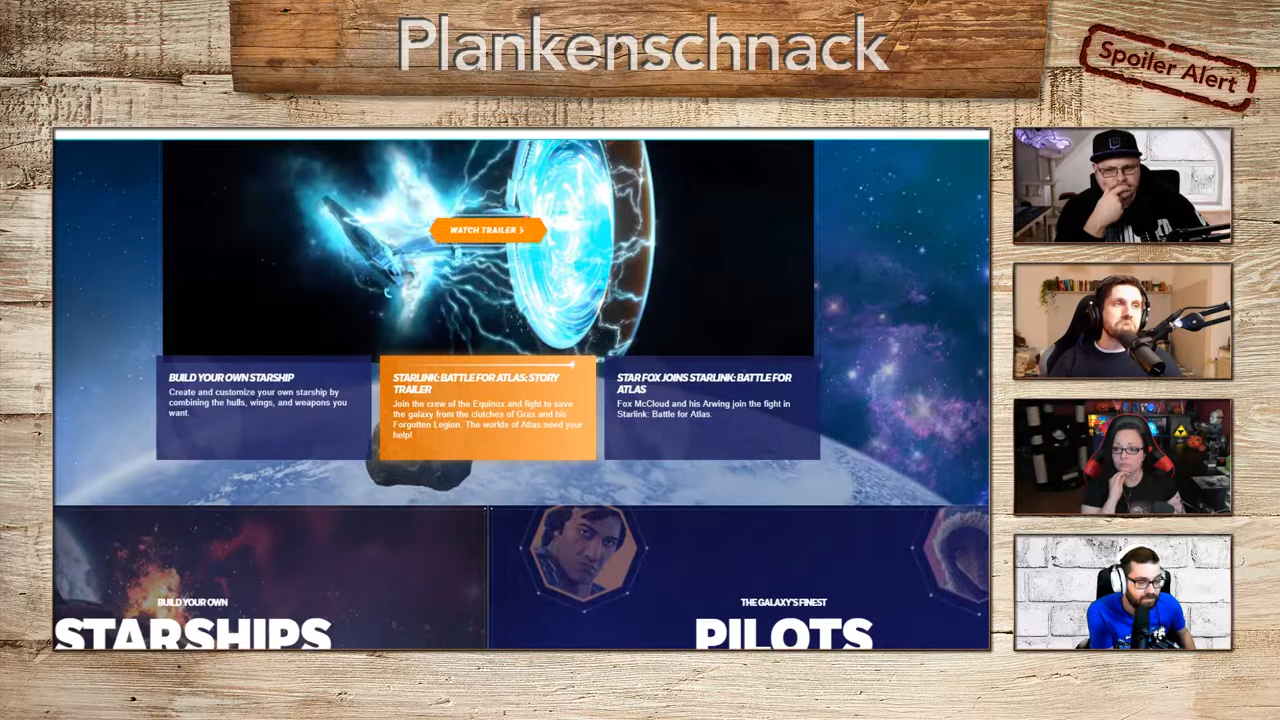 Plankenschnack
Spoiler Alert
WATCH TRAILER
BUILD YOUR OWN STARSHIP
Create and customize your own starship by
combining the hulls, wings, and weapons you
want.
STARLINK: BATTLE FOR ATLAS: STORY
TRAILER
Join the crew of the Equinox and fight to save
the galaxy from the clutches of Grax and his
Forgotten Legion. The worlds of Atlas need your
help!
STAR FOX JOINS STARLINK: BATTLE FOR
ATLAS
Fox McCloud and his Arwing join the fight in
Starlink: Battle for Atlas.
BUILD YOUR OWN
STARSHIPS
THE GALAXY'S FINEST
PILOTS